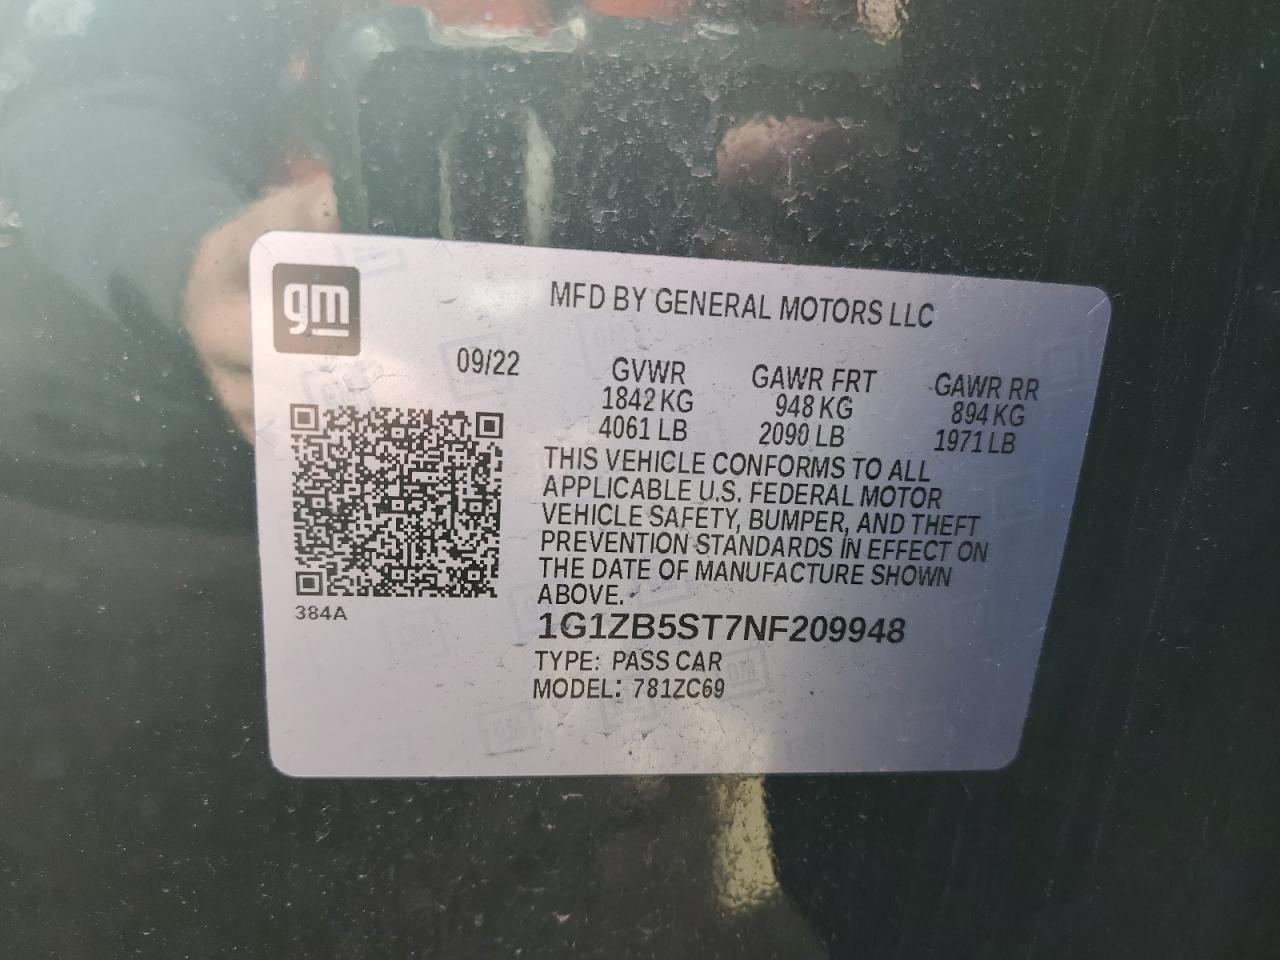 gm
MFD BY GENERAL MOTORS LLC
09/22
GVWR GAWR FRT GAWR RR
1842 KG 948 KG 894 KG
4061 LB 2090 LB 1971 LB
THIS VEHICLE CONFORMS TO ALL
APPLICABLE U.S. FEDERAL MOTOR
VEHICLE SAFETY, BUMPER, AND THEFT
PREVENTION STANDARDS IN EFFECT ON
THE DATE OF MANUFACTURE SHOWN
ABOVE.
384A
1G1ZB5ST7NF209948
TYPE: PASS CAR
MODEL: 781ZC69